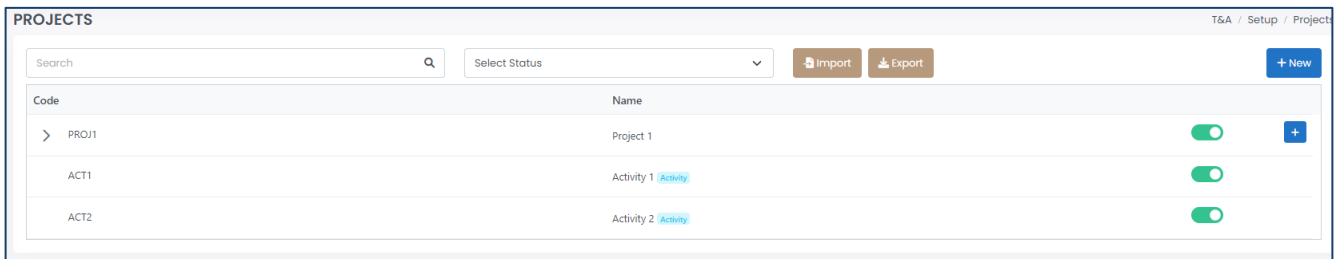 PROJECTS
T&A / Setup / Projects
Search
Select Status
Import
Export
+ New
Code Name
PROJ1 Project 1
+
ACT1 Activity 1 Activity
ACT2 Activity 2 Activity